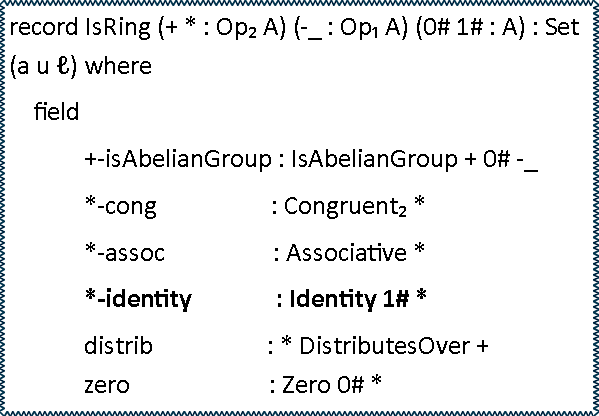 record IsRing (+ * : Op₂ A) (-_ : Op₁ A) (0# 1# : A) : Set
(a u ℓ) where
field
+-isAbelianGroup : IsAbelianGroup + 0# -_
*-cong : Congruent₂ *
*-assoc : Associative *
*-identity : Identity 1# *
distrib : * DistributesOver +
zero : Zero 0# *